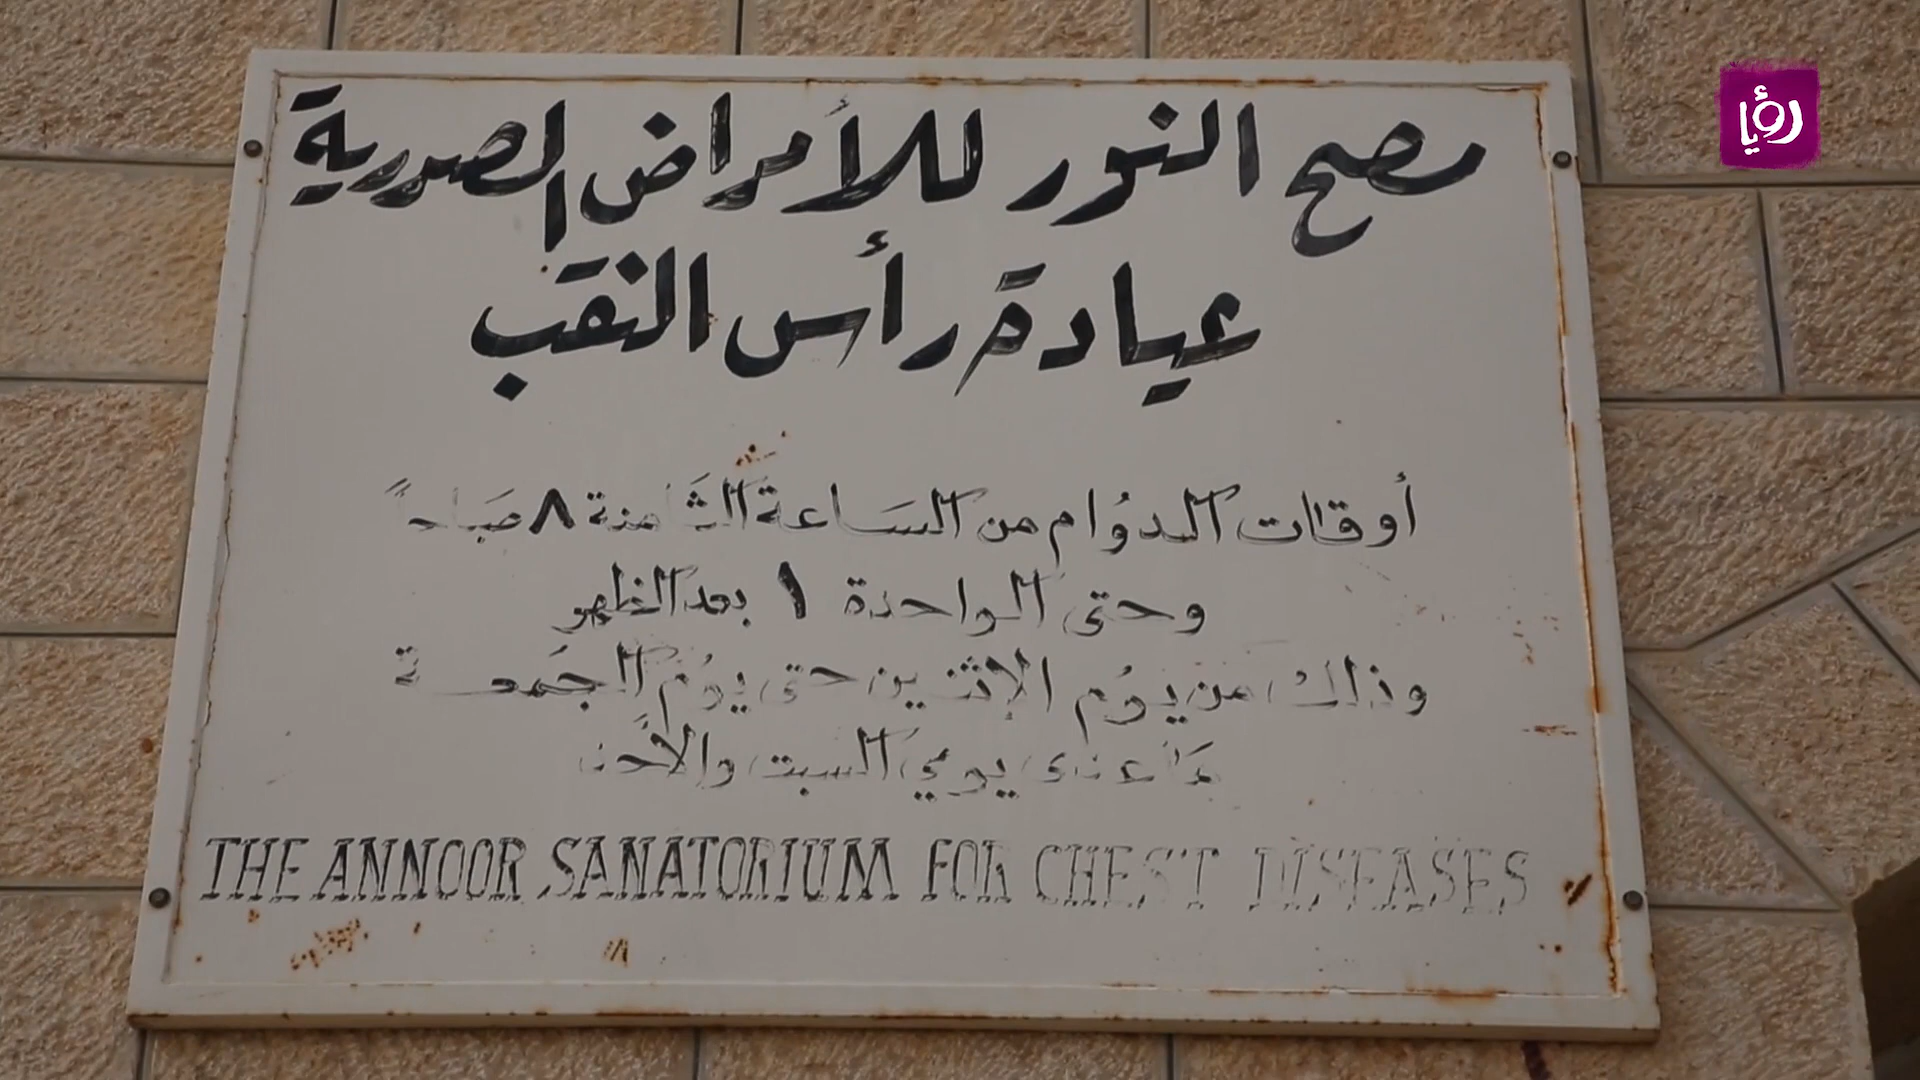 رؤيا
مصح النور للأمراض الصدرية
عيادة رأس النقب
أوقات الدوام من الساعة الثامنة ٨ صباحاً
وحتى الواحدة ١ بعد الظهر
وذلك من يوم الإثنين حتى يوم الجمعة
ما عدى يومي السبت والأحد
THE ANNOOR SANATORIUM FOR CHEST DISEASES